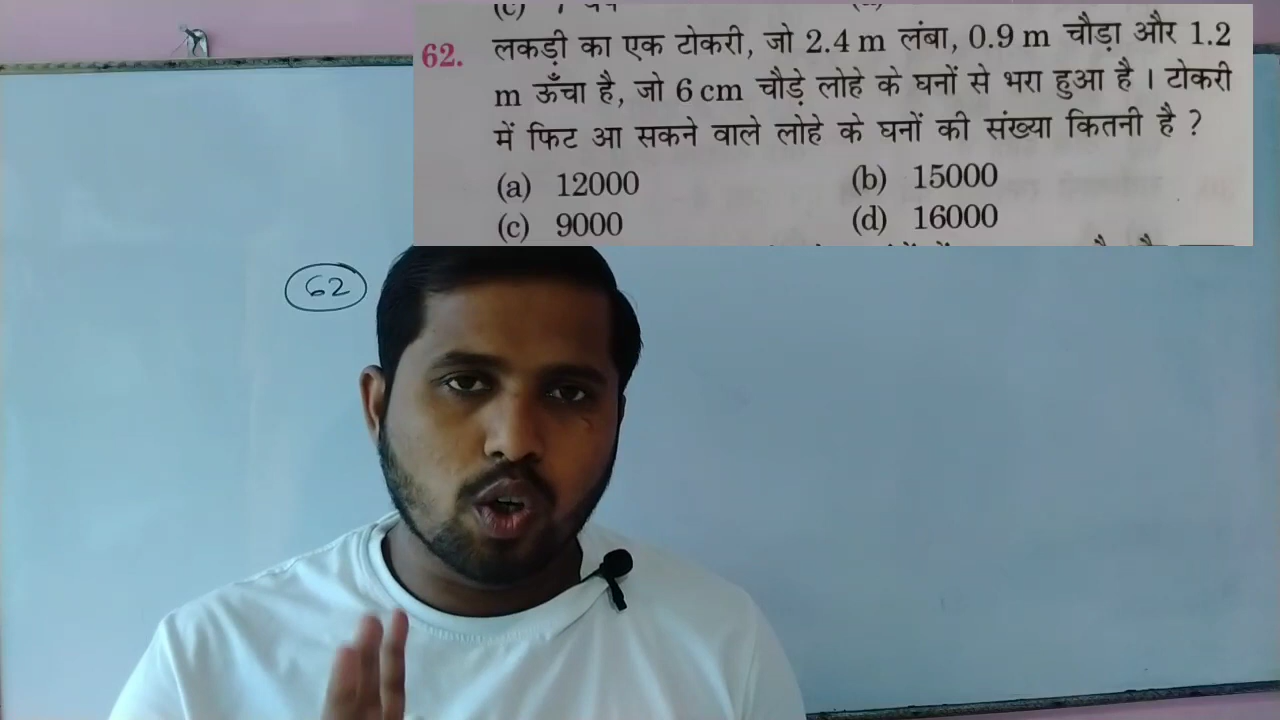 62. लकड़ी का एक टोकरी, जो 2.4 m लंबा, 0.9 m चौड़ा और 1.2
m ऊँचा है, जो 6 cm चौड़े लोहे के घनों से भरा हुआ है । टोकरी
में फिट आ सकने वाले लोहे के घनों की संख्या कितनी है ?
(a) 12000 (b) 15000
(c) 9000 (d) 16000
62